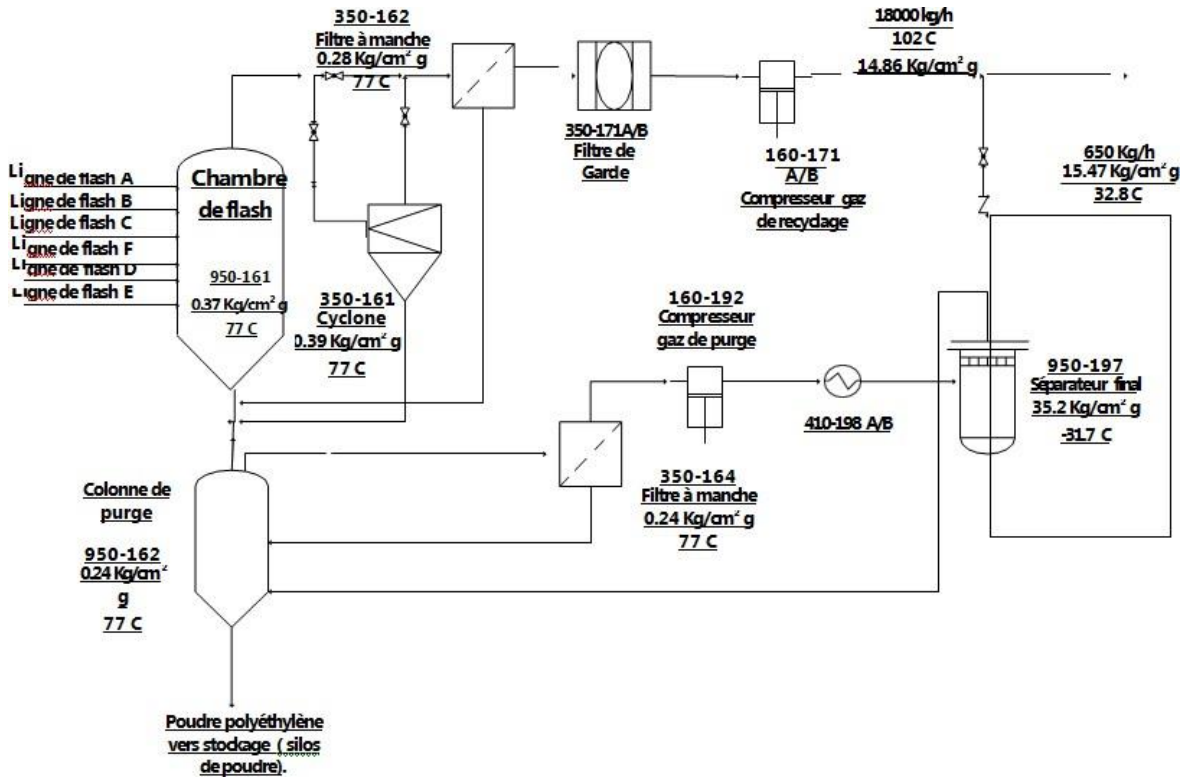 350-162
Filtre à manche
0.28 Kg/cm² g
77 C
18000 kg/h
102 C
14.86 Kg/cm² g
350-171A/B
Filtre de
Garde
160-171
A/B
Compresseur gaz
de recyclage
650 Kg/h
15.47 Kg/cm² g
32.8 C
Ligne de flash A
Ligne de flash B
Ligne de flash C
Ligne de flash F
Ligne de flash D
Ligne de flash E
Chambre
de flash
950-161
0.37 Kg/cm² g
77 C
350-161
Cyclone
0.39 Kg/cm² g
77 C
160-192
Compresseur
gaz de purge
410-198 A/B
950-197
Séparateur final
35.2 Kg/cm² g
-31.7 C
350-164
Filtre à manche
0.24 Kg/cm² g
77 C
Colonne de
purge
950-162
0.24 Kg/cm²
g
77 C
Poudre polyéthylène
vers stockage ( silos
de poudre).